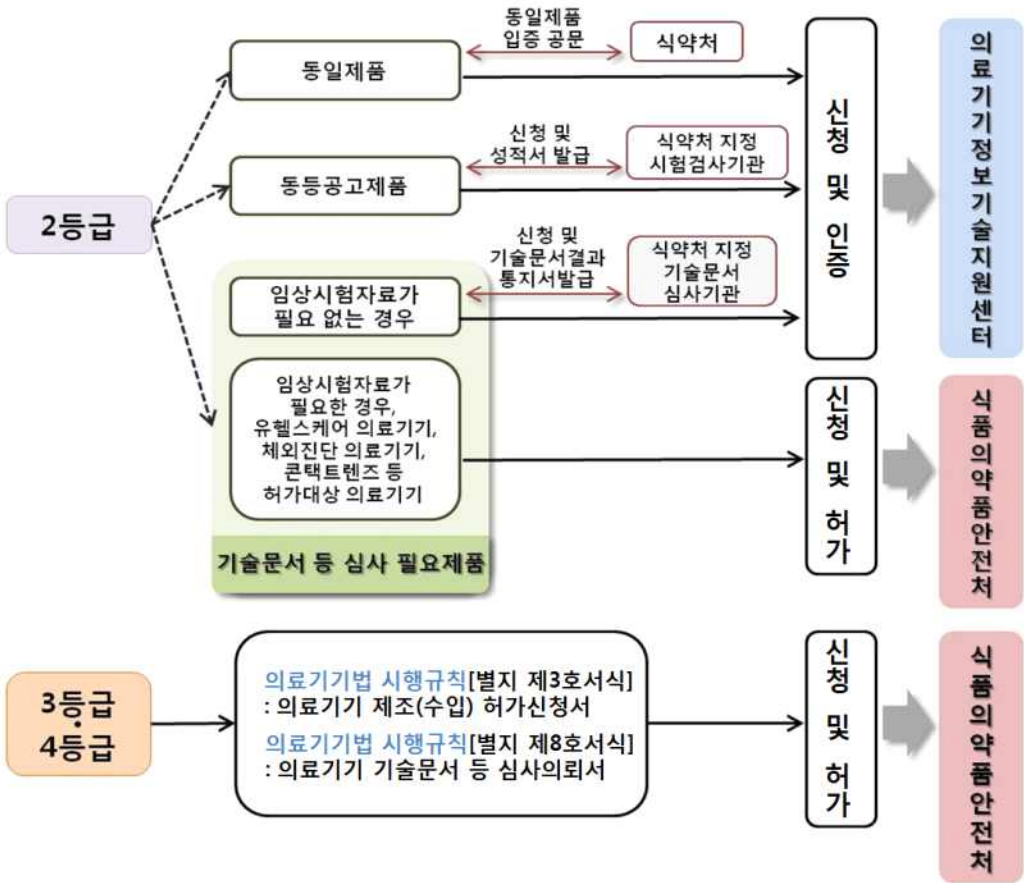 동일제품
입증 공문
식약처
동일제품
신청 및
성적서 발급
식약처 지정
시험검사기관
동등공고제품
2등급
신청 및
기술문서결과
통지서발급
식약처 지정
기술문서
심사기관
임상시험자료가
필요 없는 경우
신청 및 인증
의료기기정보기술지원센터
임상시험자료가
필요한 경우,
유헬스케어 의료기기,
체외진단 의료기기,
콘택트렌즈 등
허가대상 의료기기
기술문서 등 심사 필요제품
신청 및 허가
식품의약품안전처
3등급
·
4등급
의료기기법 시행규칙[별지 제3호서식]
: 의료기기 제조(수입) 허가신청서
의료기기법 시행규칙[별지 제8호서식]
: 의료기기 기술문서 등 심사의뢰서
신청 및 허가
식품의약품안전처